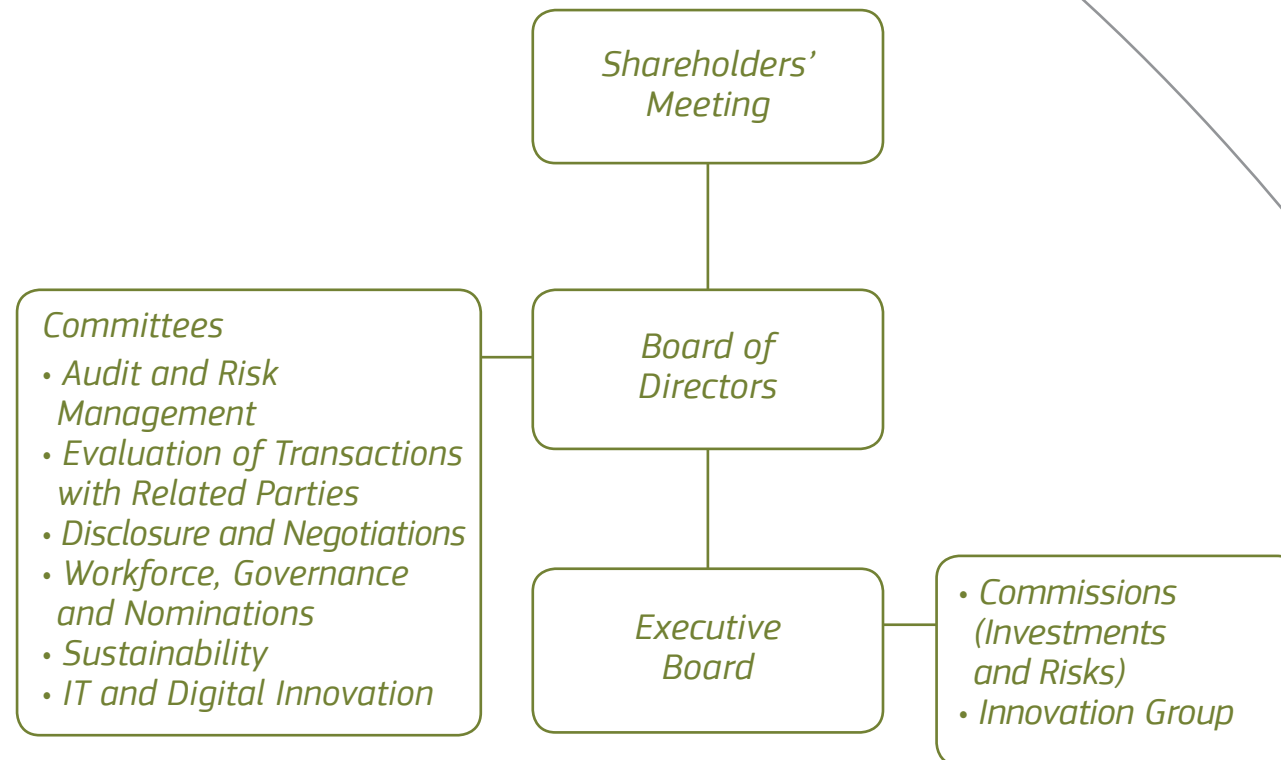 Shareholders’
Meeting
Committees
• Audit and Risk
Management
• Evaluation of Transactions
with Related Parties
• Disclosure and Negotiations
• Workforce, Governance
and Nominations
• Sustainability
• IT and Digital Innovation
Board of
Directors
Executive
Board
• Commissions
(Investments
and Risks)
• Innovation Group